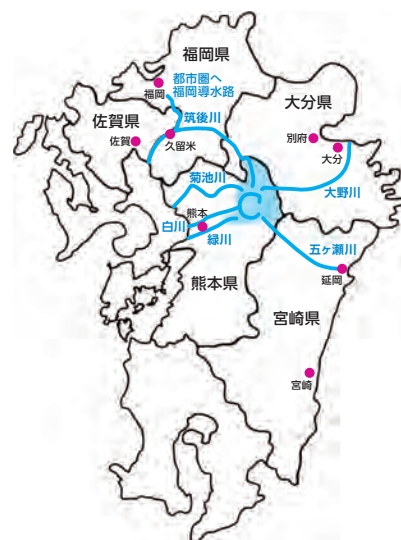 福岡県
都市圏へ
福岡導水路
福岡
大分県
筑後川
佐賀県
佐賀
久留米
別府
大分
菊池川
C
大野川
熊本
白川
緑川
五ヶ瀬川
延岡
熊本県
宮崎県
宮崎